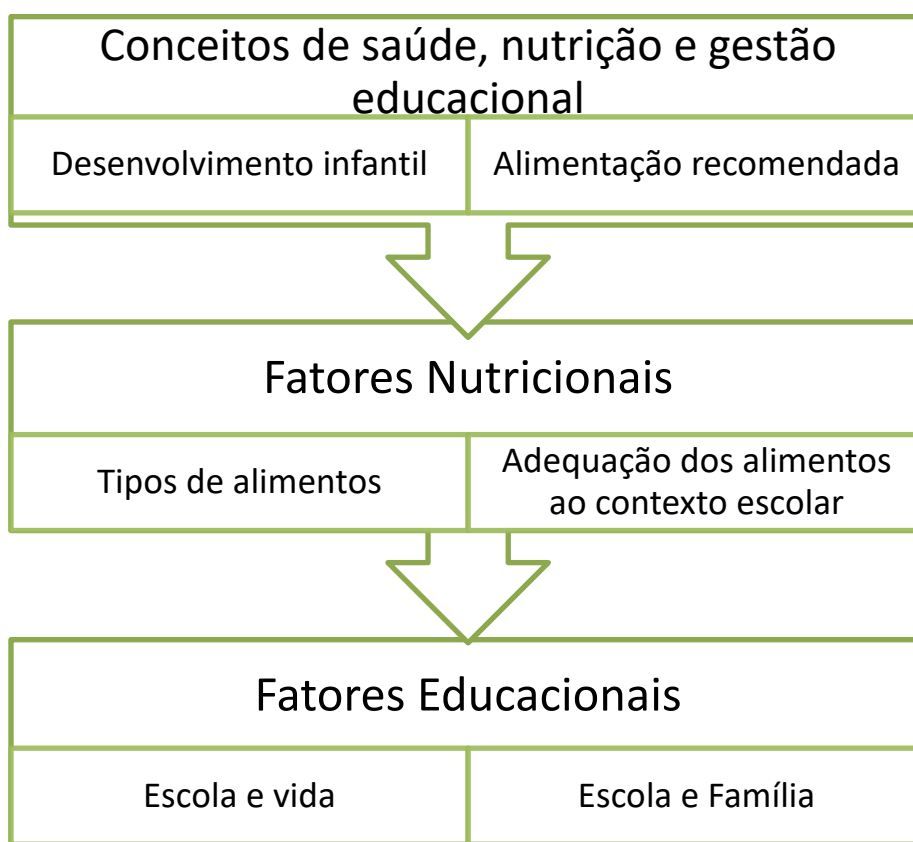 Conceitos de saúde, nutrição e gestão
educacional
Desenvolvimento infantil
Alimentação recomendada
Fatores Nutricionais
Tipos de alimentos
Adequação dos alimentos
ao contexto escolar
Fatores Educacionais
Escola e vida
Escola e Família